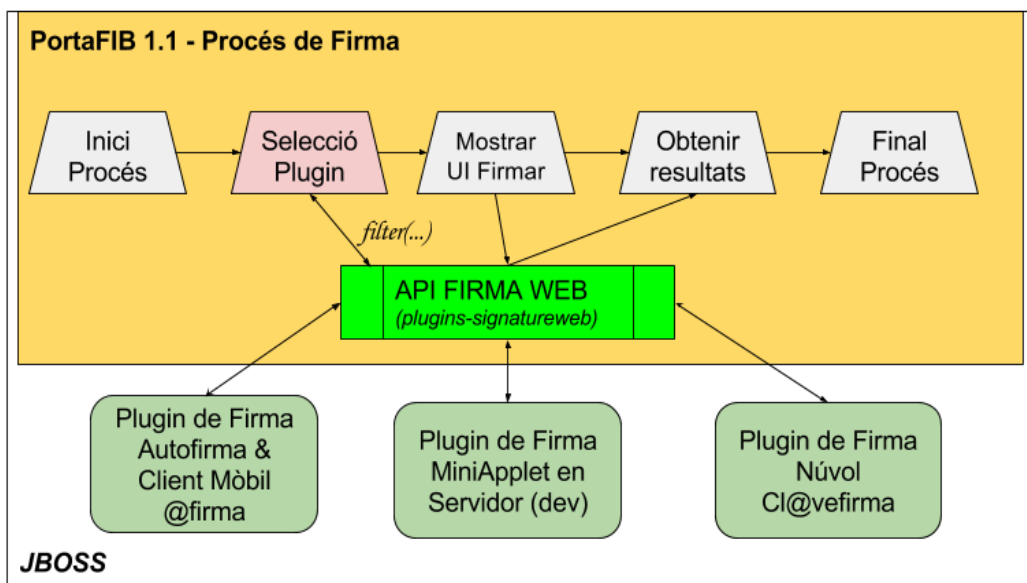 PortaFIB 1.1 - Procés de Firma
Inici
Procés
Selecció
Plugin
Mostrar
UI Firmar
Obtenir
resultats
Final
Procés
filter(...)
API FIRMA WEB
(plugins-signatureweb)
Plugin de Firma
Autofirma &
Client Mòbil
@firma
Plugin de Firma
MiniApplet en
Servidor (dev)
Plugin de Firma
Núvol
Cl@vefirma
JBOSS